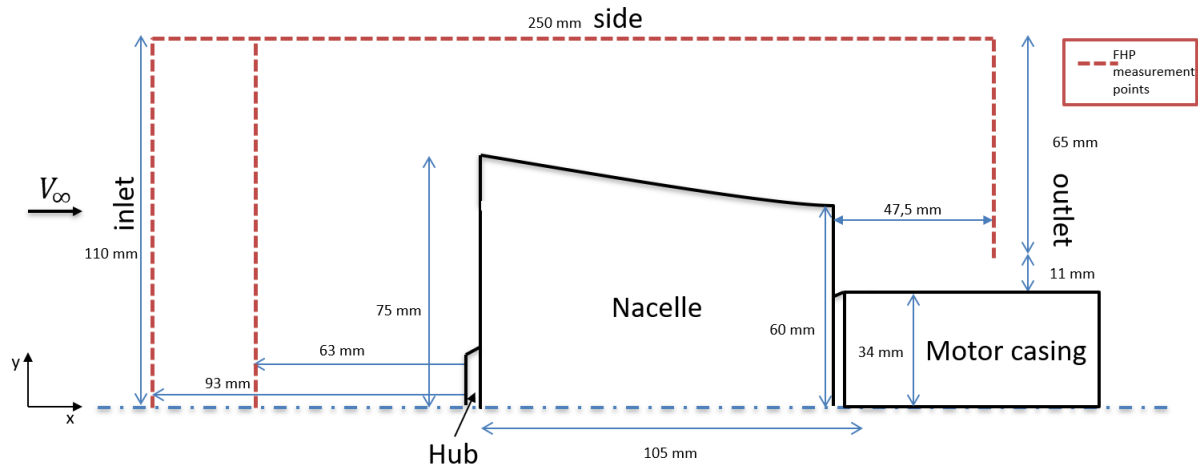 250 mm side
FHP
measurement
points
V∞
inlet
110 mm
65 mm
outlet
47,5 mm
11 mm
75 mm
Nacelle
60 mm
34 mm
Motor casing
63 mm
93 mm
y
x
Hub
105 mm